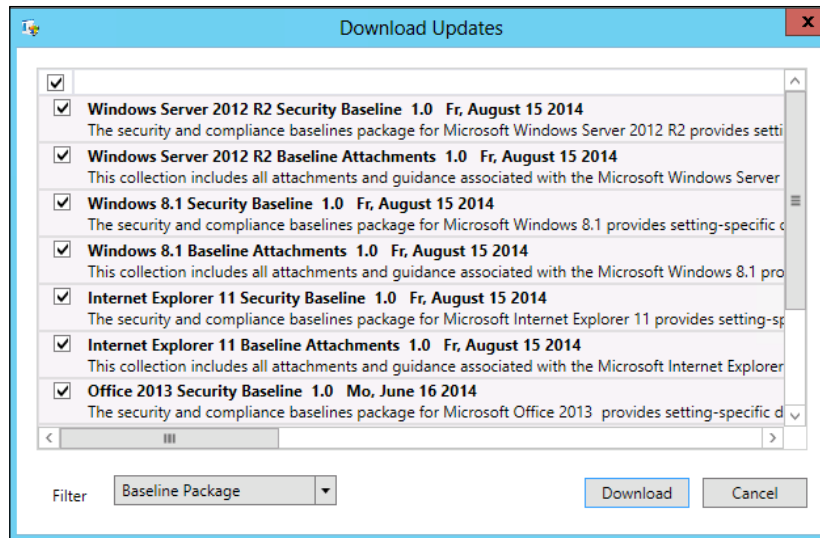 Download Updates
x
Windows Server 2012 R2 Security Baseline 1.0 Fr, August 15 2014
The security and compliance baselines package for Microsoft Windows Server 2012 R2 provides setti
Windows Server 2012 R2 Baseline Attachments 1.0 Fr, August 15 2014
This collection includes all attachments and guidance associated with the Microsoft Windows Server
Windows 8.1 Security Baseline 1.0 Fr, August 15 2014
The security and compliance baselines package for Microsoft Windows 8.1 provides setting-specific
Windows 8.1 Baseline Attachments 1.0 Fr, August 15 2014
This collection includes all attachments and guidance associated with the Microsoft Windows 8.1 pro
Internet Explorer 11 Security Baseline 1.0 Fr, August 15 2014
The security and compliance baselines package for Microsoft Internet Explorer 11 provides setting-sp
Internet Explorer 11 Baseline Attachments 1.0 Fr, August 15 2014
This collection includes all attachments and guidance associated with the Microsoft Internet Explorer
Office 2013 Security Baseline 1.0 Mo, June 16 2014
The security and compliance baselines package for Microsoft Office 2013 provides setting-specific d
Filter Baseline Package Download Cancel